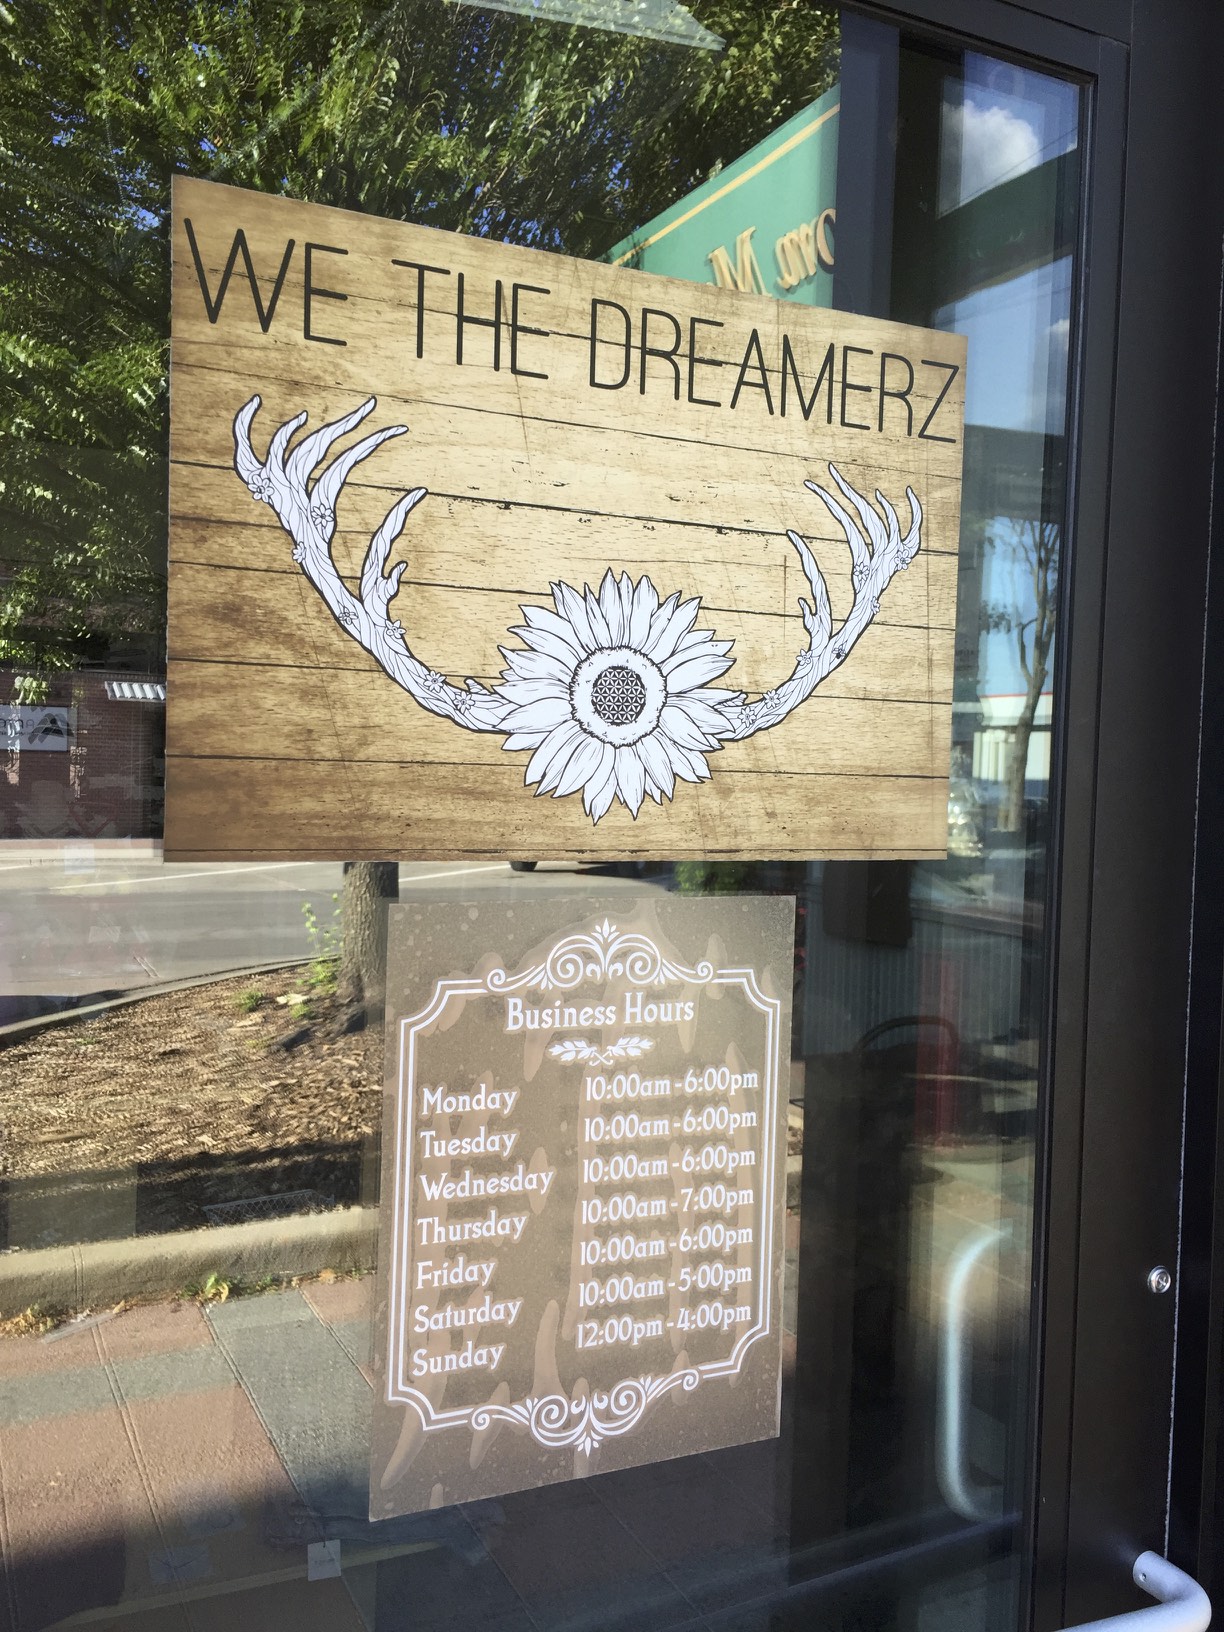 WE THE DREAMERZ
Business Hours
Monday 10:00am-6:00pm
Tuesday 10:00am-6:00pm
Wednesday 10:00am-6:00pm
Thursday 10:00am-7:00pm
Friday 10:00am-6:00pm
Saturday 10:00am-5:00pm
Sunday 12:00pm-4:00pm